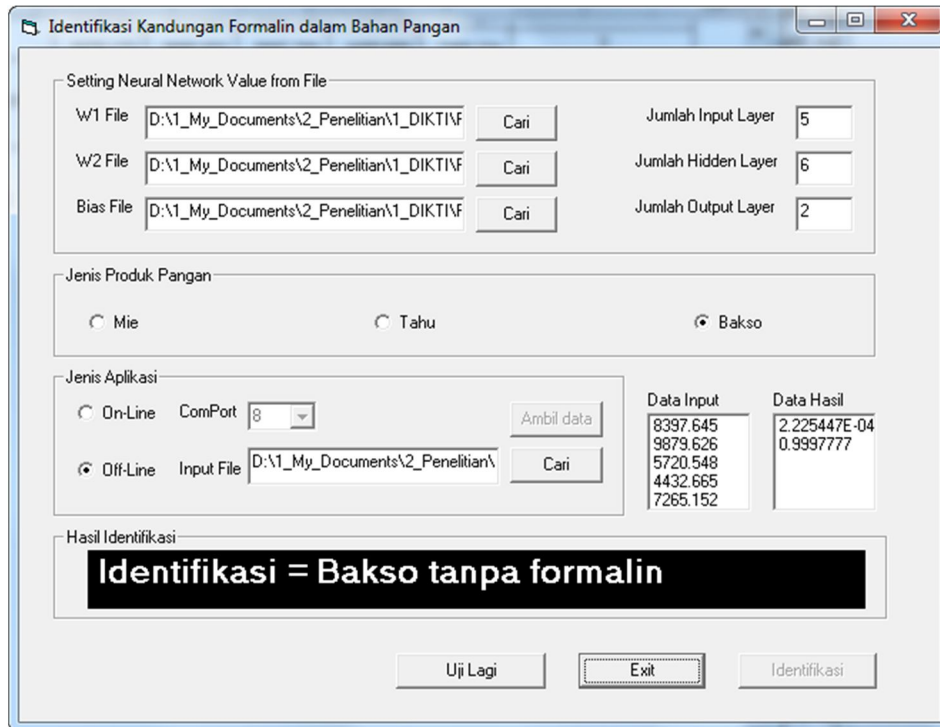 Identifikasi Kandungan Formalin dalam Bahan Pangan
Setting Neural Network Value from File
W1 File D:\1_My_Documents\2_Penelitian\1_DIKTI\F Cari Jumlah Input Layer 5
W2 File D:\1_My_Documents\2_Penelitian\1_DIKTI\F Cari Jumlah Hidden Layer 6
Bias File D:\1_My_Documents\2_Penelitian\1_DIKTI\F Cari Jumlah Output Layer 2
Jenis Produk Pangan
Mie Tahu Bakso
Jenis Aplikasi
On-Line ComPort 8 Ambil data
Off-Line Input File D:\1_My_Documents\2_Penelitian\ Cari
Data Input
8397.645
9879.626
5720.548
4432.665
7265.152
Data Hasil
2.225447E-04
0.9997777
Hasil Identifikasi
Identifikasi = Bakso tanpa formalin
Uji Lagi Exit Identifikasi